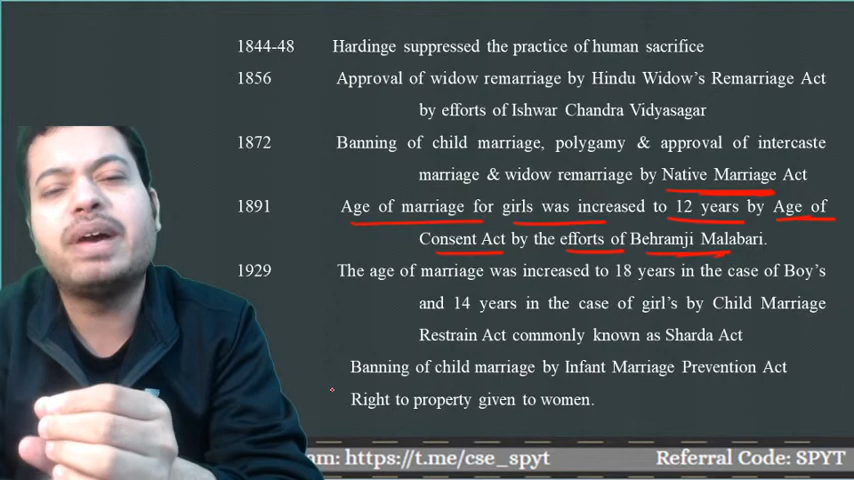 1844-48 Hardinge suppressed the practice of human sacrifice
1856 Approval of widow remarriage by Hindu Widow's Remarriage Act
by efforts of Ishwar Chandra Vidyasagar
1872 Banning of child marriage, polygamy & approval of intercaste
marriage & widow remarriage by Native Marriage Act
1891 Age of marriage for girls was increased to 12 years by Age of
Consent Act by the efforts of Behramji Malabari.
1929 The age of marriage was increased to 18 years in the case of Boy's
and 14 years in the case of girl's by Child Marriage
Restrain Act commonly known as Sharda Act
Banning of child marriage by Infant Marriage Prevention Act
Right to property given to women.
am: https://t.me/cse_spyt Referral Code: SPYT